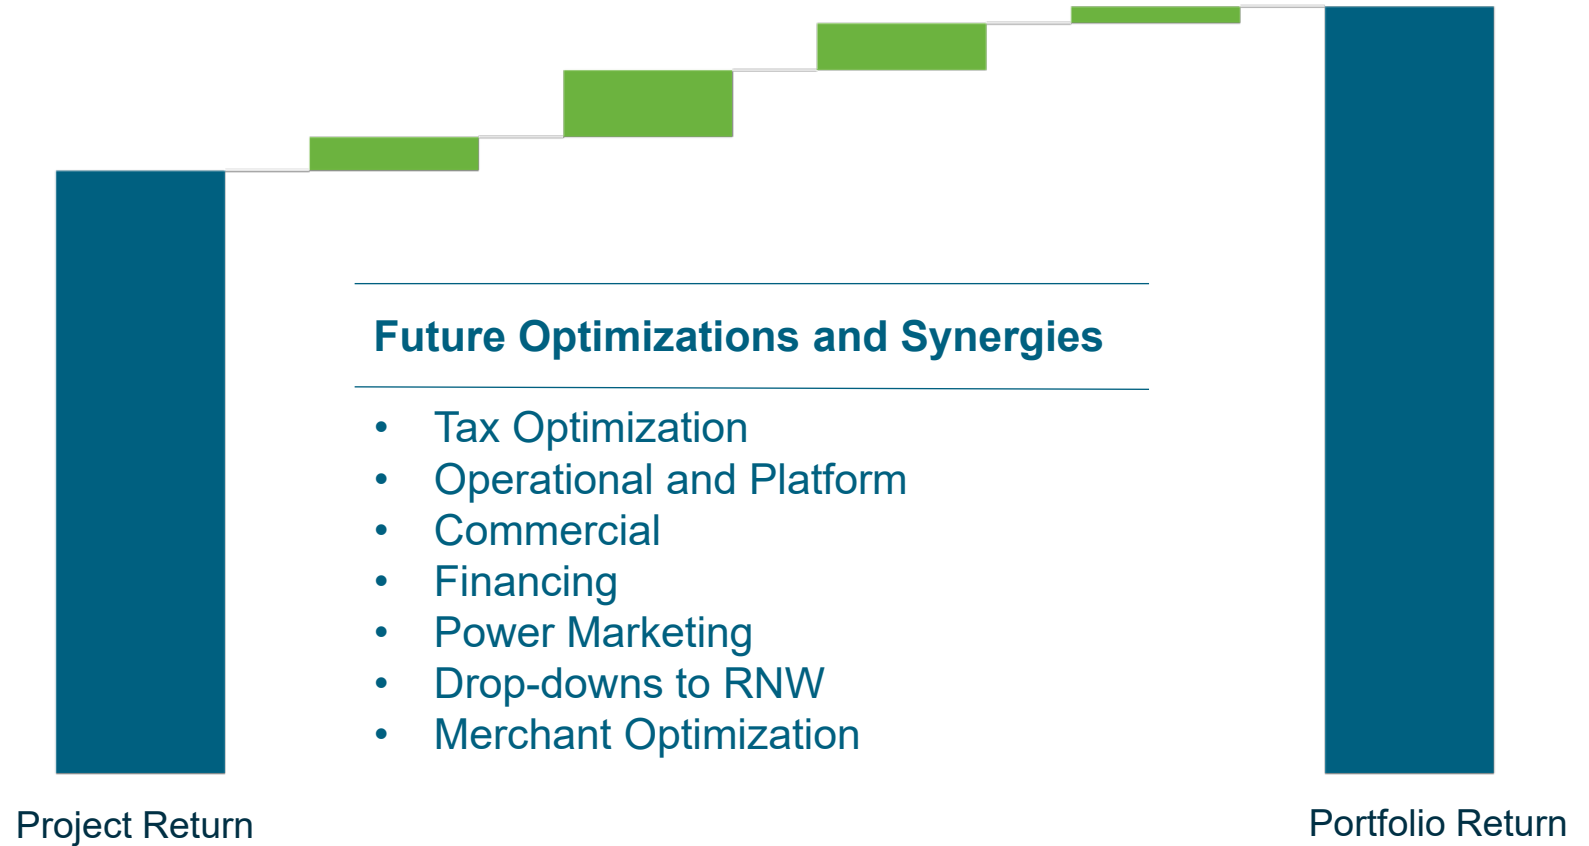 Future Optimizations and Synergies
• Tax Optimization
• Operational and Platform
• Commercial
• Financing
• Power Marketing
• Drop-downs to RNW
• Merchant Optimization
Project Return
Portfolio Return